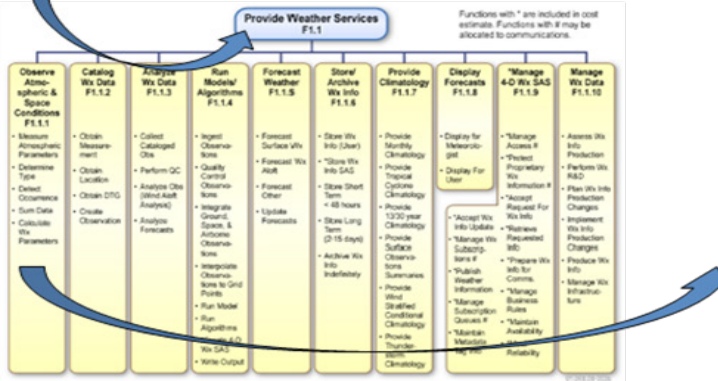 Provide Weather Services
F1.1
Functions with * are included in cost
estimate. Functions with # may be
allocated to communications.
Observe
Atmo-
spheric &
Space
Conditions
F1.1.1
• Measure
Atmospheric
Parameters
• Determine
Type
• Detect
Occurrence
• Sum Data
• Calculate
Wx
Parameters
Catalog
Wx Data
F1.1.2
• Obtain
Measure-
ment
• Obtain
Location
• Obtain DTG
• Create
Observation
Analyze
Wx Data
F1.1.3
• Collect
Cataloged
Obs
• Perform QC
• Analyze Obs
(Wind Aloft
Analysis)
• Analyze
Forecasts
Run
Models/
Algorithms
F1.1.4
• Ingest
Observa-
tions
• Quality
Control
Observa-
tions
• Integrate
Ground,
Space, &
Airborne
Observa-
tions
• Interpolate
Observa-
tions to Grid
Points
• Run Model
• Run
Algorithms
Wx SAS
• Write Output
Forecast
Weather
F1.1.5
• Forecast
Surface Wx
• Forecast Wx
Aloft
• Forecast
Other
• Update
Forecasts
Store/
Archive
Wx Info
F1.1.6
• Store Wx
Info (User)
• *Store Wx
Info SAS
• Store Short
Term
< 48 hours
• Store Long
Term
(2-15 days)
• Archive Wx
Info
Indefinitely
Provide
Climatology
F1.1.7
• Provide
Monthly
Climatology
• Provide
Tropical
Cyclone
Climatology
• Provide
10/30 year
Climatology
• Provide
Surface
Observa-
tions
Summaries
• Provide
Wind
Stratified
Conditional
Climatology
• Provide
Thunder-
storm
Climatology
Display
Forecasts
F1.1.8
• Display for
Meteorolo-
gist
• Display For
User
*Manage
4-D Wx SAS
F1.1.9
• *Accept Wx
Info Update
• *Manage Wx
Subscrip-
tions #
• *Publish
Weather
Information
• *Manage
Subscription
Queues #
• *Maintain
Metadata
Tag Info
• *Manage
Access #
• *Protect
Proprietary
Wx
Information #
• *Accept
Request For
Wx Info
• *Retrieve
Requested
Info
• *Prepare Wx
Info for
Comms.
• *Manage
Business
Rules
• *Maintain
Availability
Reliability
Manage
Wx Data
F1.1.10
• Assess Wx
Info
Production
• Perform Wx
R&D
• Plan Wx Info
Production
Changes
• Implement
Wx Info
Production
Changes
• Produce Wx
Info
• Manage Wx
Infrastruc-
ture